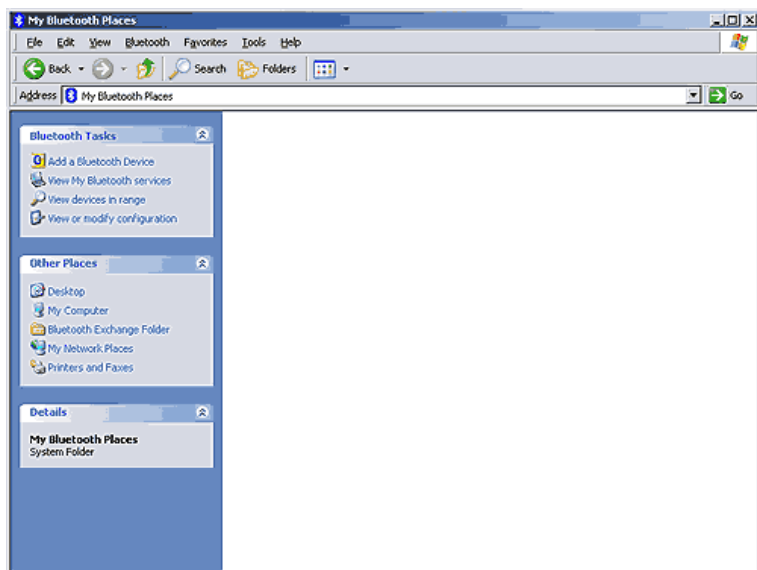 My Bluetooth Places
File Edit View Bluetooth Favorites Tools Help
Back Search Folders
Address My Bluetooth Places Go
Bluetooth Tasks
Add a Bluetooth Device
View My Bluetooth services
View devices in range
View or modify configuration
Other Places
Desktop
My Computer
Bluetooth Exchange Folder
My Network Places
Printers and Faxes
Details
My Bluetooth Places
System Folder